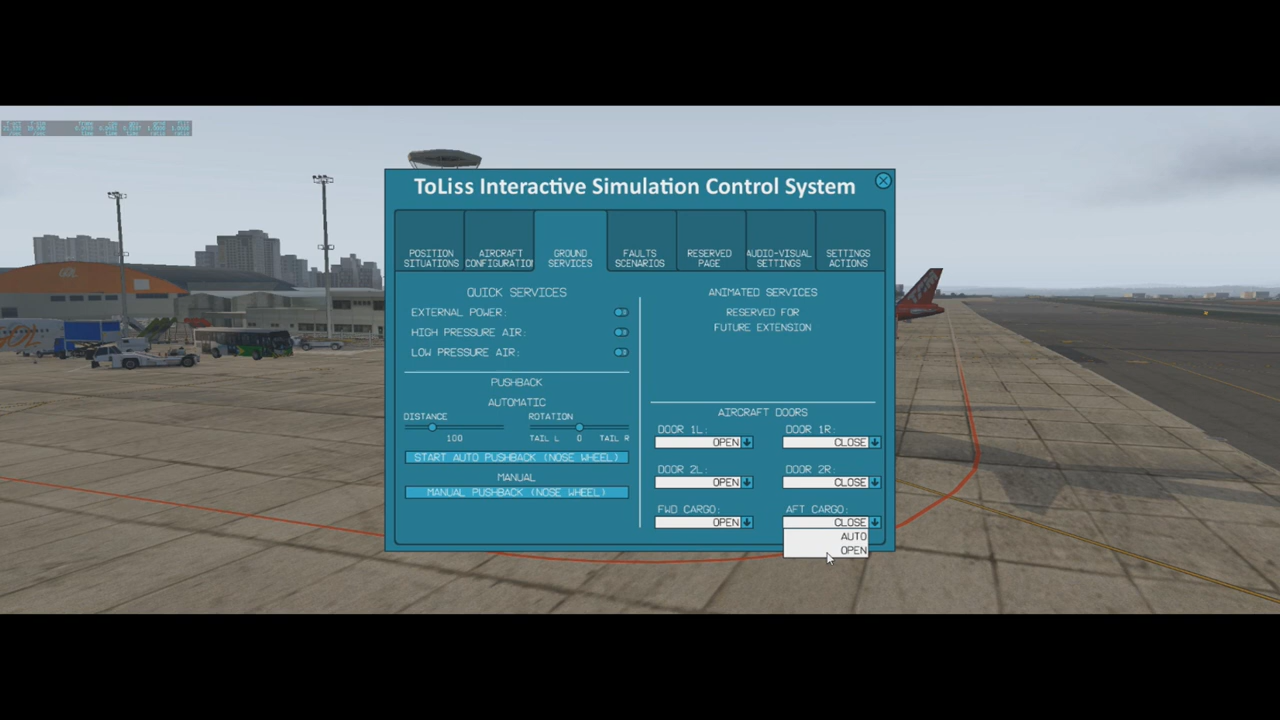 ToLiss Interactive Simulation Control System
POSITION SITUATIONS
AIRCRAFT CONFIGURATION
GROUND SERVICES
FAULTS SCENARIOS
RESERVED PAGE
AUDIO-VISUAL SETTINGS
SETTINGS ACTIONS
QUICK SERVICES
EXTERNAL POWER:
HIGH PRESSURE AIR:
LOW PRESSURE AIR:
PUSHBACK
AUTOMATIC
DISTANCE
ROTATION
100
TAIL L 0 TAIL R
START AUTO PUSHBACK (NOSE WHEEL)
MANUAL
MANUAL PUSHBACK (NOSE WHEEL)
ANIMATED SERVICES
RESERVED FOR
FUTURE EXTENSION
AIRCRAFT DOORS
DOOR 1L: DOOR 1R:
OPEN CLOSE
DOOR 2L: DOOR 2R:
OPEN CLOSE
FWD CARGO: AFT CARGO:
OPEN CLOSE
AUTO
OPEN
GOL